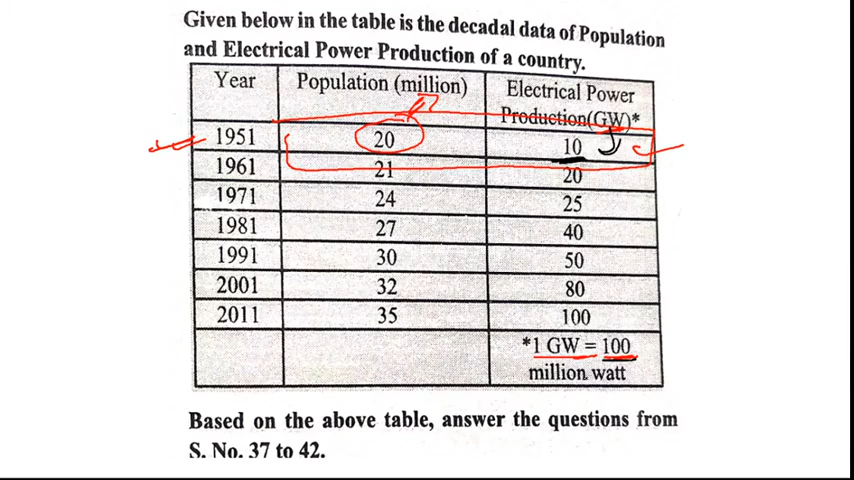 Given below in the table is the decadal data of Population
and Electrical Power Production of a country.
Year Population (million) Electrical Power
Production(GW)*
1951 20 10
1961 21 20
1971 24 25
1981 27 40
1991 30 50
2001 32 80
2011 35 100
*1 GW = 100
million watt
Based on the above table, answer the questions from
S. No. 37 to 42.